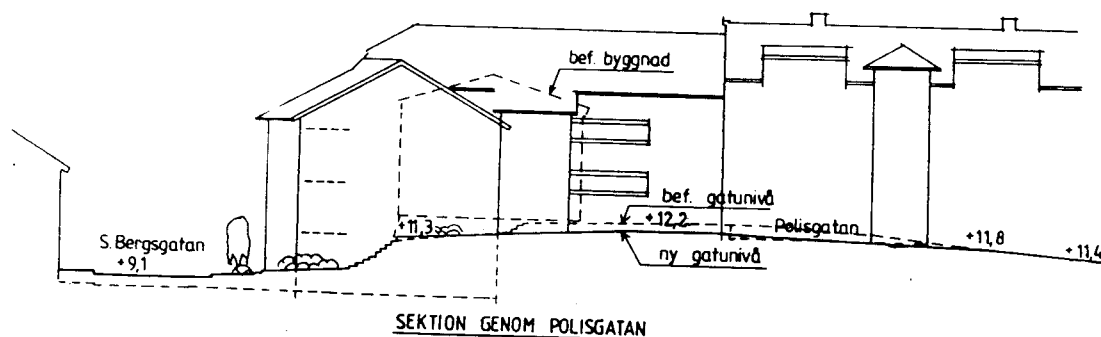 bef. byggnad
bef. gatunivå
+11,3
+12,2
Polisgatan
S. Bergsgatan
+9,1
ny gatunivå
+11,8
+11,4
SEKTION GENOM POLISGATAN